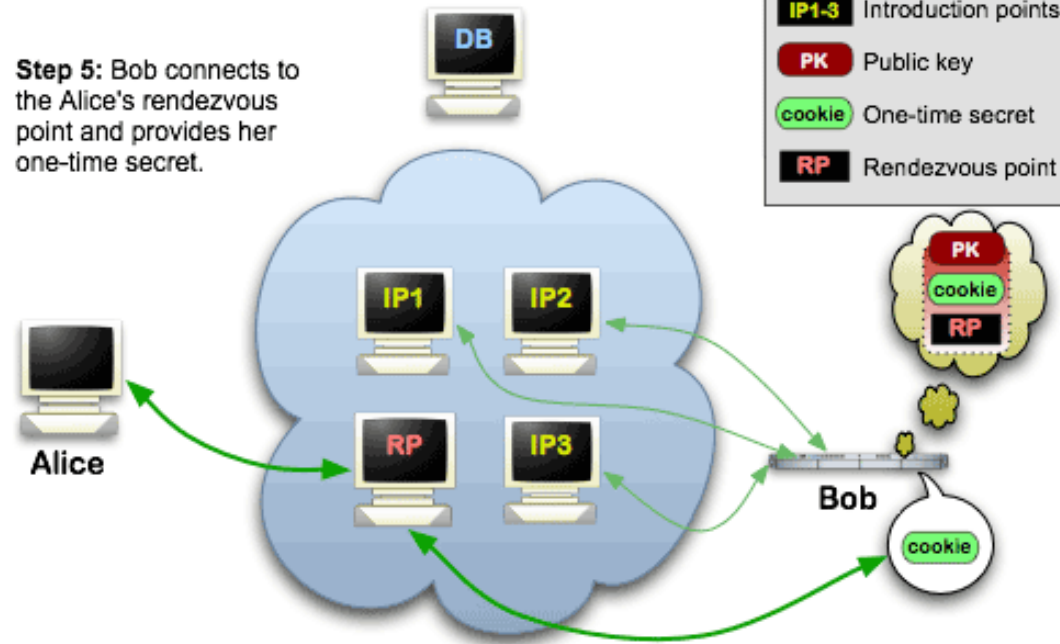 Step 5: Bob connects to
the Alice's rendezvous
point and provides her
one-time secret.
DB
IP1-3 Introduction points
PK Public key
cookie One-time secret
RP Rendezvous point
PK
cookie
RP
IP1
IP2
Alice
RP
IP3
Bob
cookie